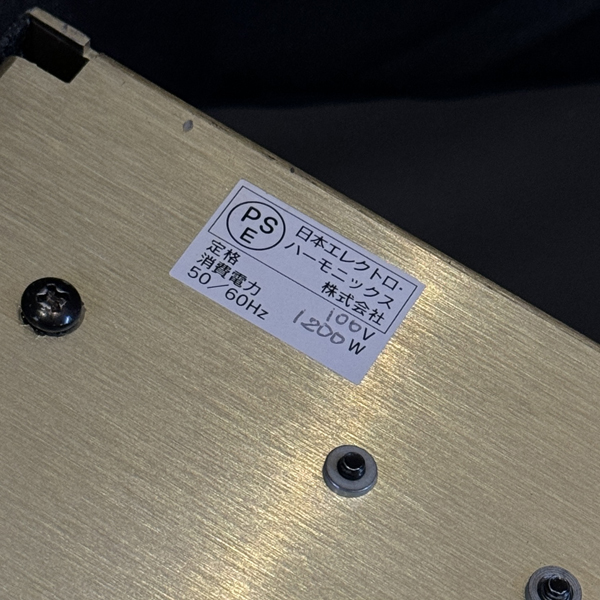 PS
E
日本エレクトロ・
ハーモニックス
株式会社
定格 100V
消費電力 1200W
50/60Hz